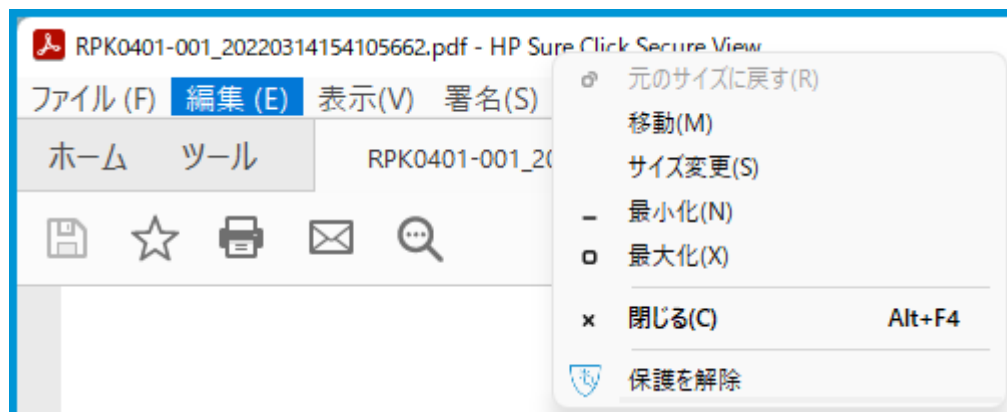 RPK0401-001_20220314154105662.pdf - HP Sure Click Secure View
ファイル (F) 編集 (E) 表示(V) 署名(S)
ホーム ツール RPK0401-001_20
元のサイズに戻す(R)
移動(M)
サイズ変更(S)
最小化(N)
最大化(X)
閉じる(C) Alt+F4
保護を解除